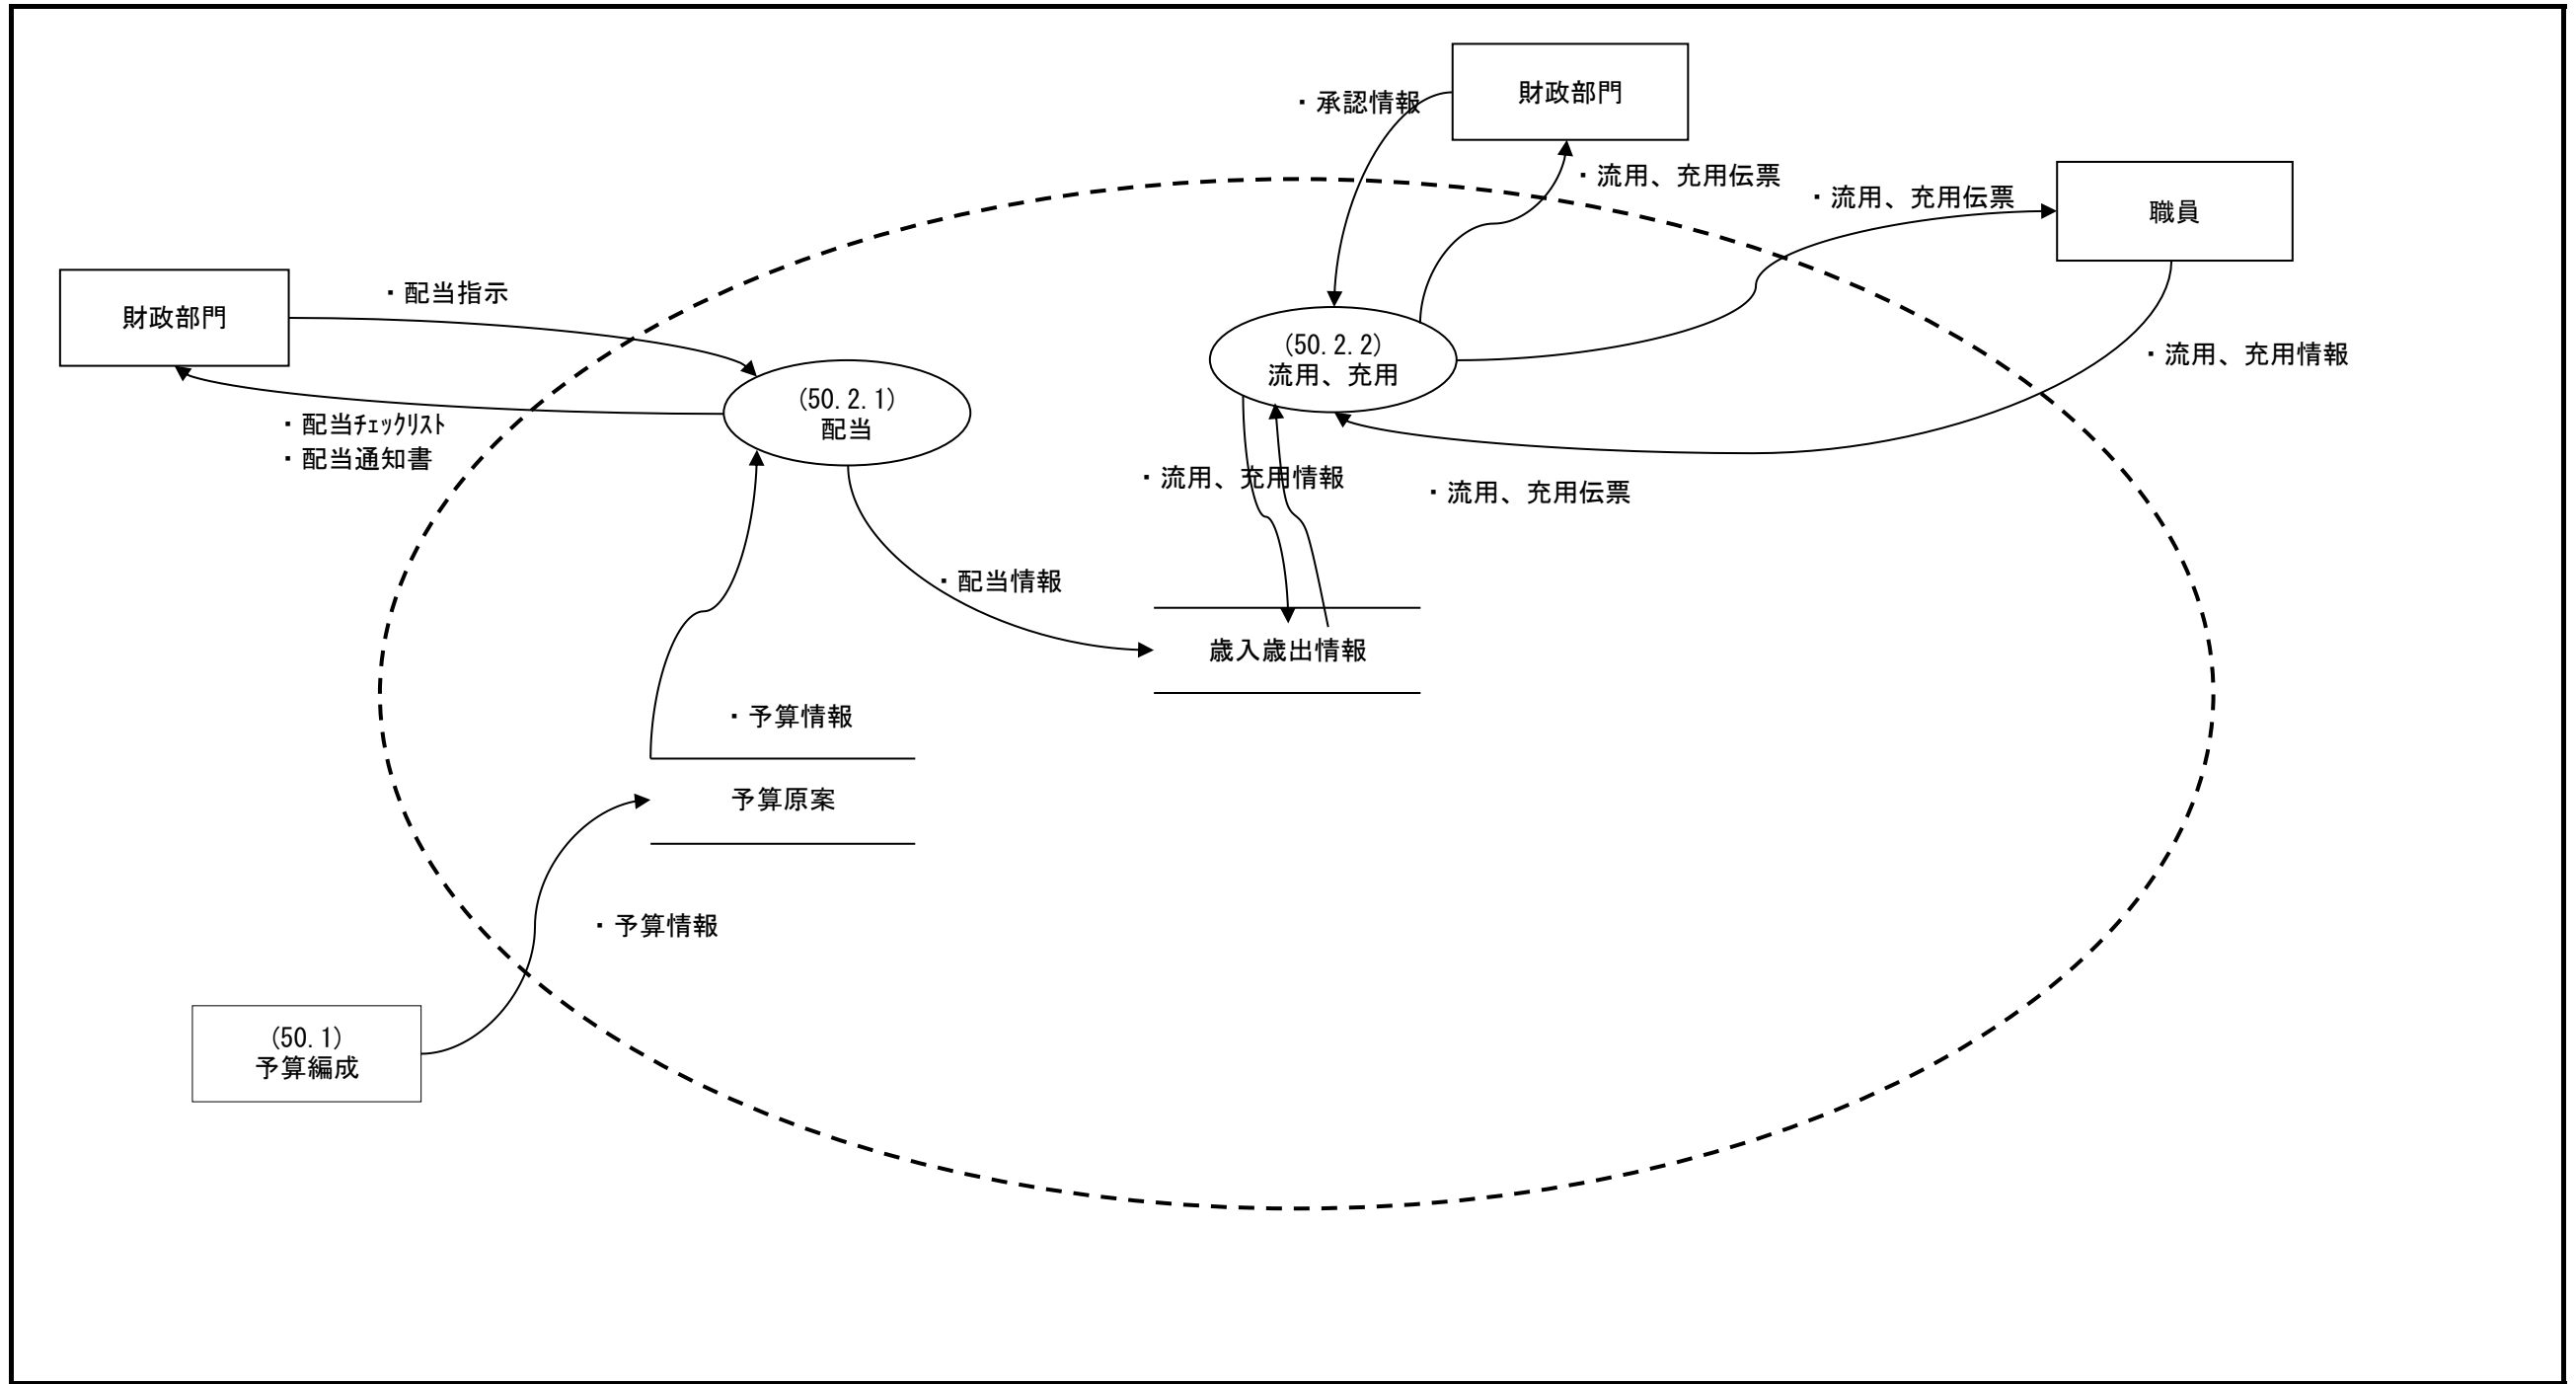 財政部門
・承認情報
・流用、充用伝票
・流用、充用伝票
職員
財政部門
・配当指示
(50.2.2)
流用、充用
・流用、充用情報
(50.2.1)
配当
・配当ﾁｪｯｸﾘｽﾄ
・配当通知書
・流用、充用情報
・流用、充用伝票
・配当情報
歳入歳出情報
・予算情報
予算原案
・予算情報
(50.1)
予算編成